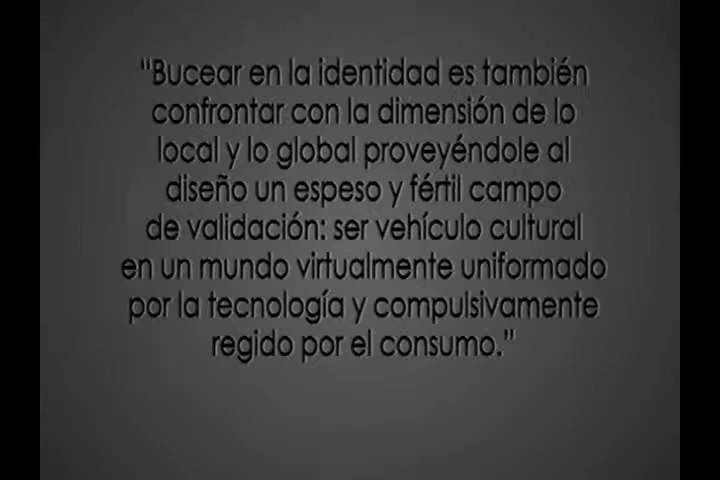 "Bucear en la identidad es también
confrontar con la dimensión de lo
local y lo global proveyéndole al
diseño un espeso y fértil campo
de validación: ser vehículo cultural
en un mundo virtualmente uniformado
por la tecnología y compulsivamente
regido por el consumo."